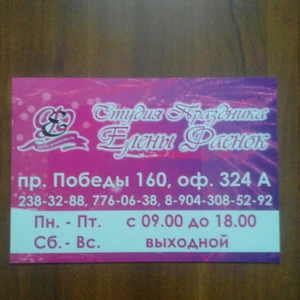 Студия Праздника
Елены Фаенок
пр. Победы 160, оф. 324 А
238-32-88, 776-06-38, 8-904-308-52-92
Пн. - Пт. с 09.00 до 18.00
Сб. - Вс. выходной